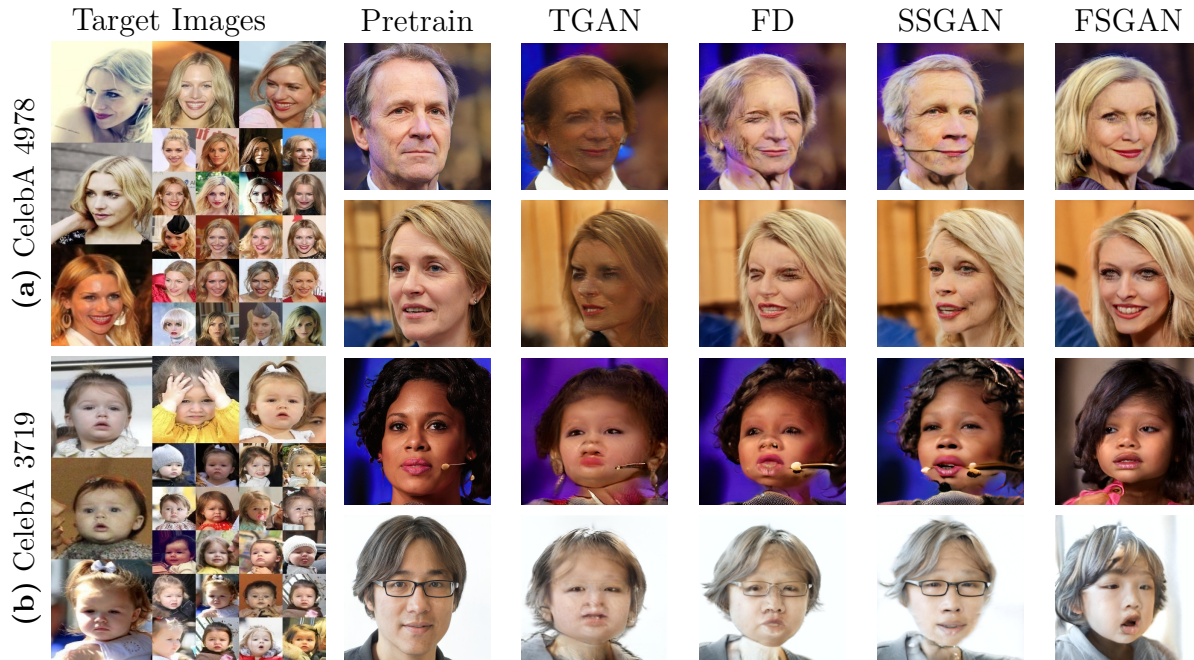 Target Images
Pretrain
TGAN
FD
SSGAN
FSGAN
(a) CelebA 4978
(b) CelebA 3719